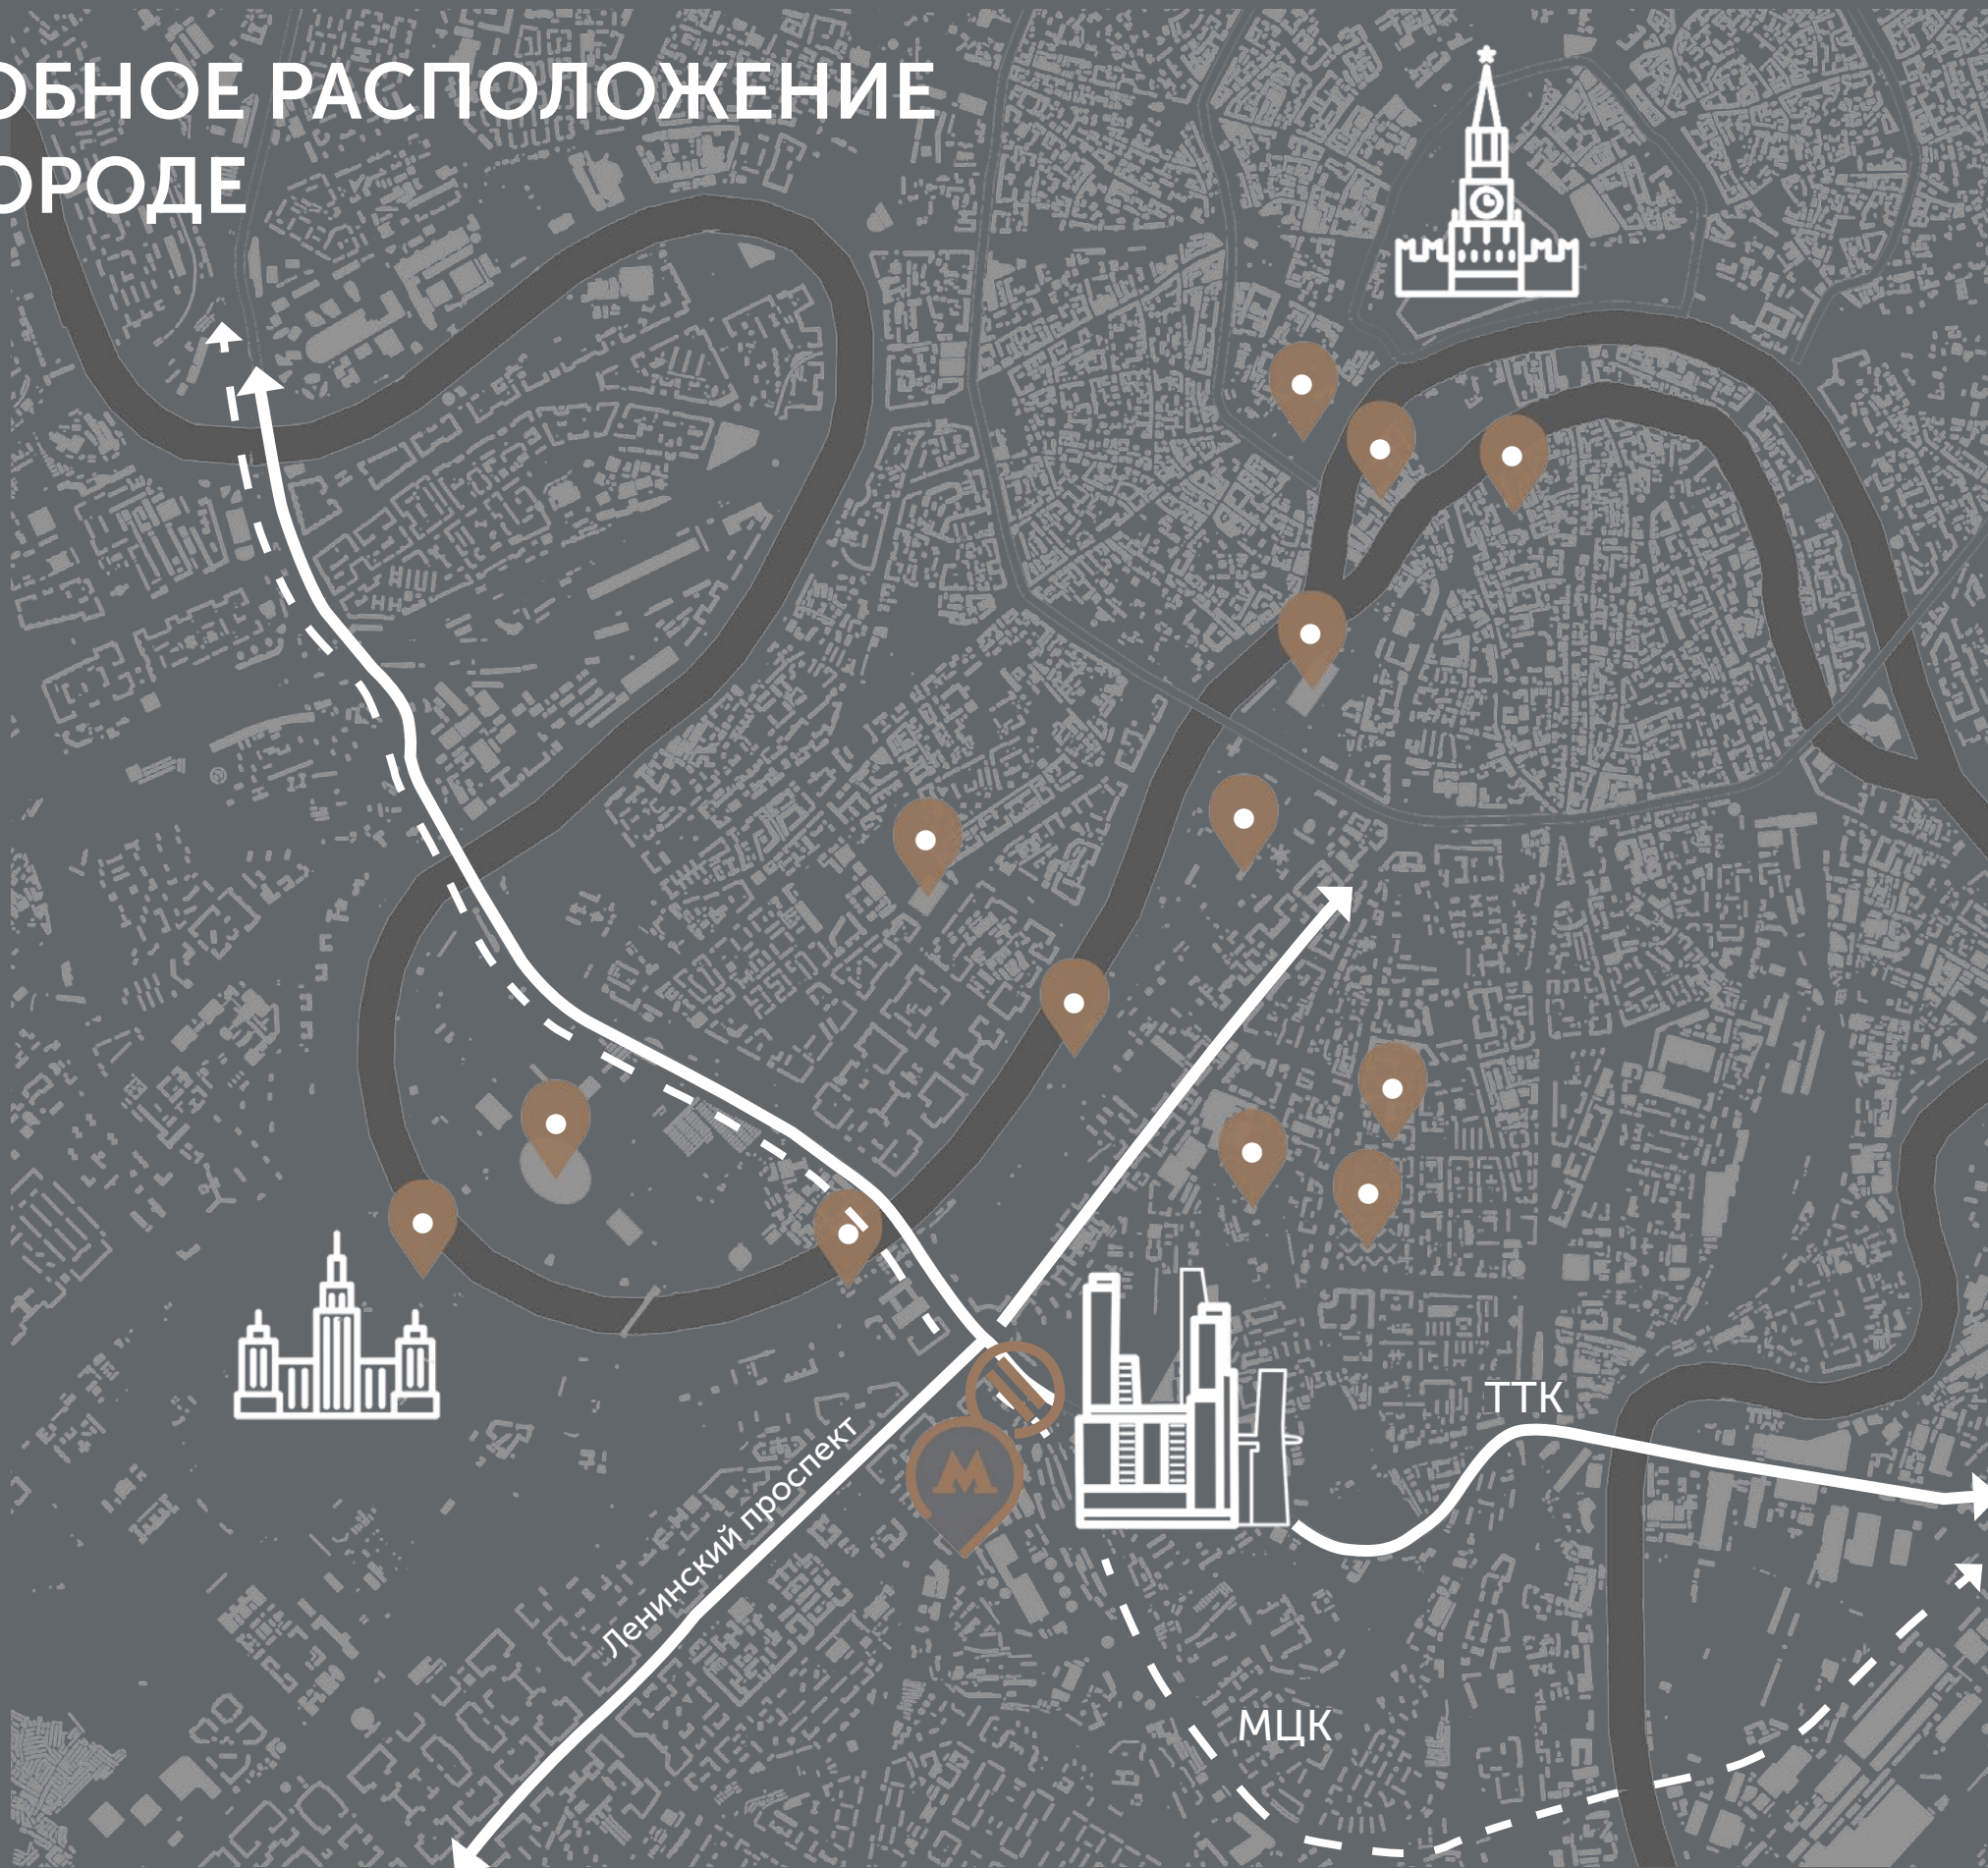 ОБНОЕ РАСПОЛОЖЕНИЕ
ОРОДЕ
ТТК
Ленинский проспект
М
МЦК